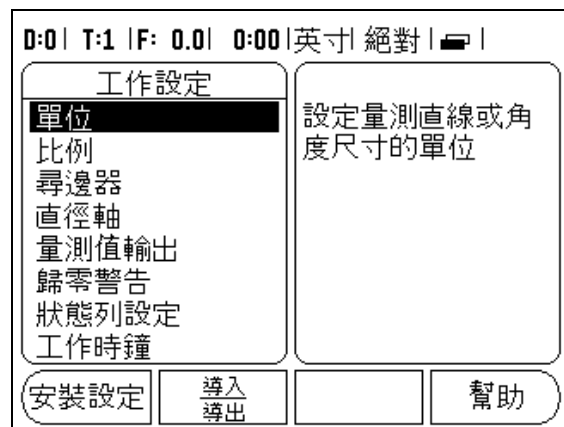 D:0| T:1 |F: 0.0| 0:00|英寸| 絕對|
工作設定
單位
比例
尋邊器
直徑軸
量測值輸出
歸零警告
狀態列設定
工作時鐘
設定量測直線或角
度尺寸的單位
安裝設定
導入
導出
幫助